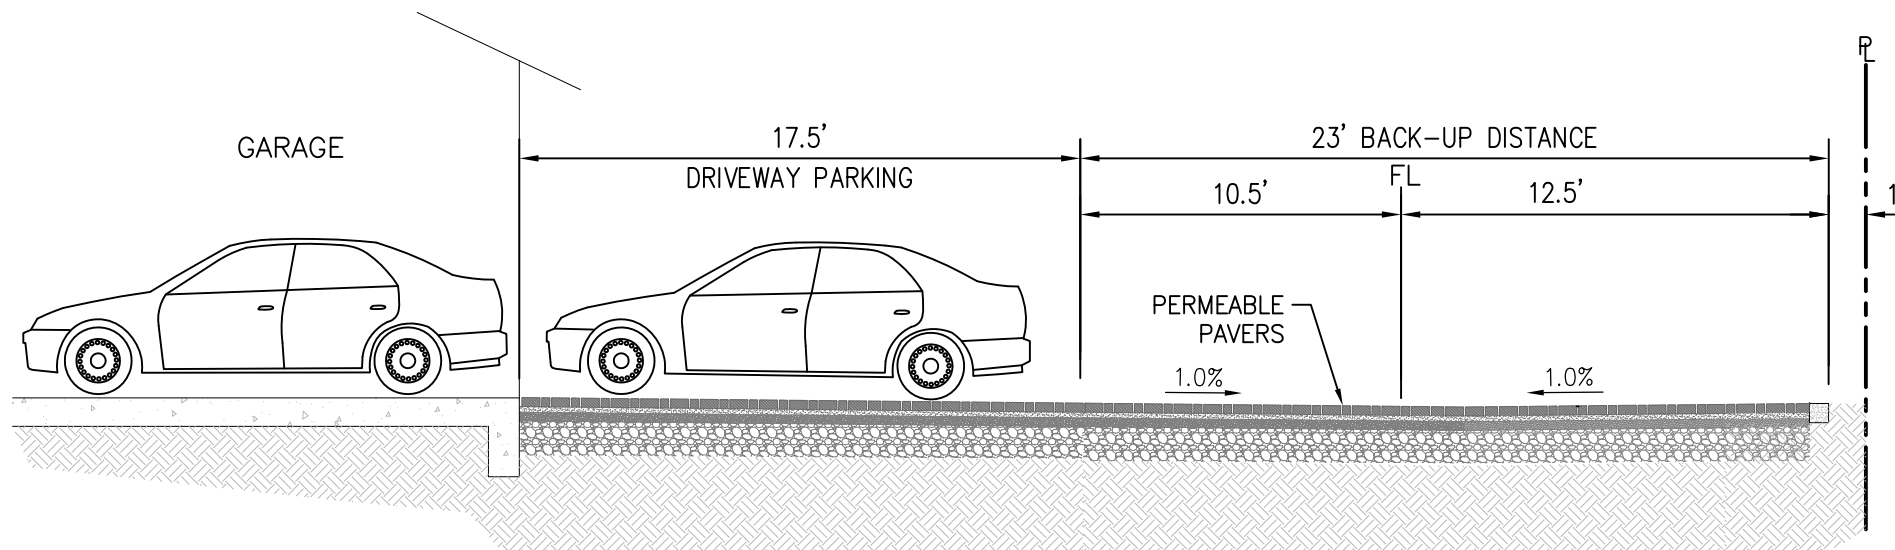 PL
GARAGE
17.5'
23' BACK-UP DISTANCE
DRIVEWAY PARKING
FL
10.5'
12.5'
1
PERMEABLE
PAVERS
1.0%
1.0%